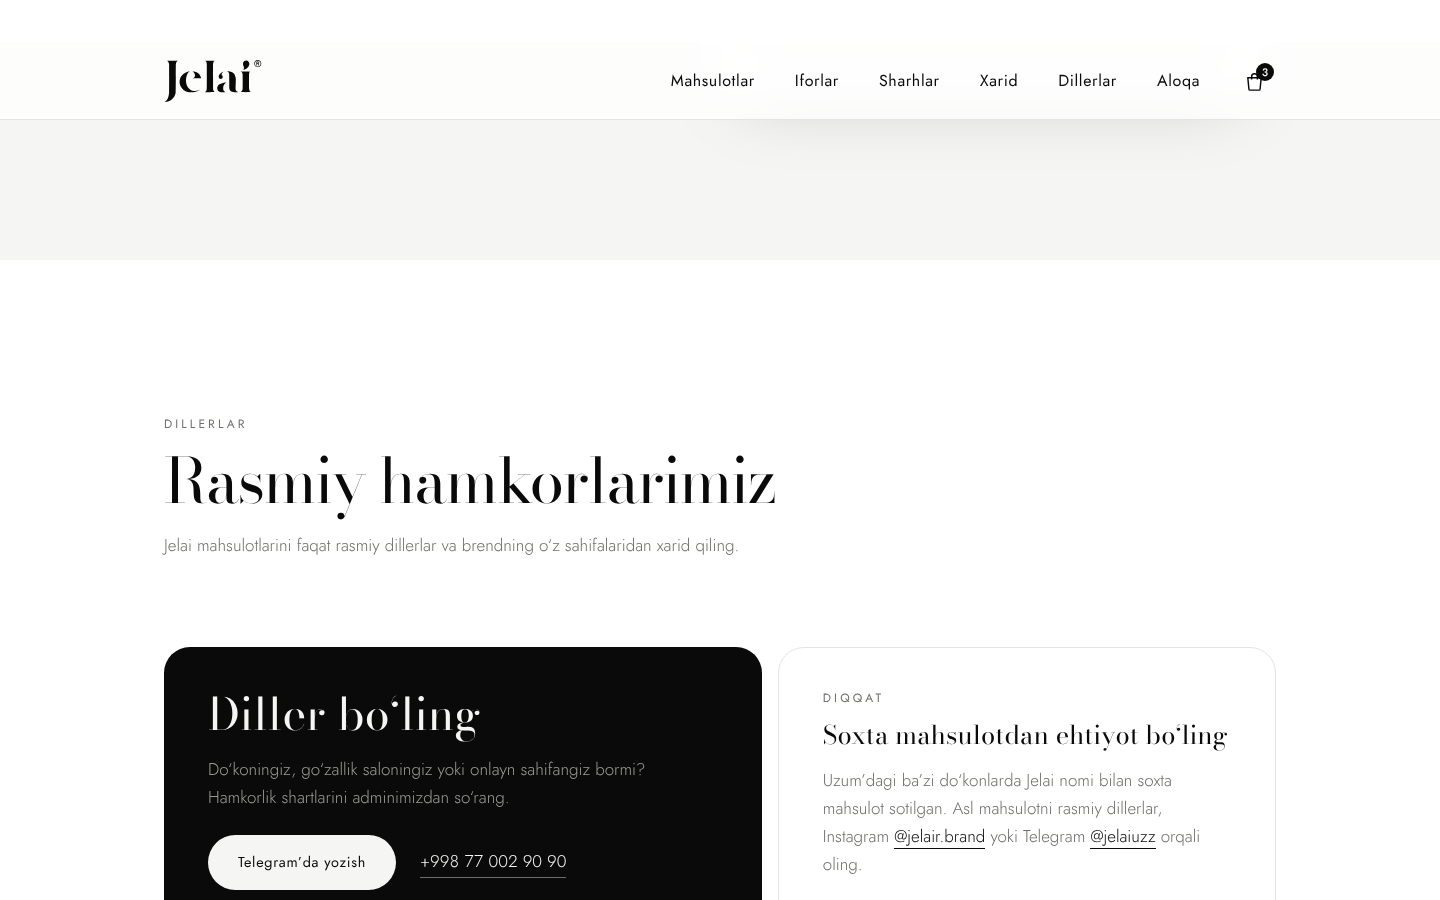 Jelai®
Mahsulotlar Iforlar Sharhlar Xarid Dillerlar Aloqa 3
DILLERLAR
Rasmiy hamkorlarimiz
Jelai mahsulotlarini faqat rasmiy dillerlar va brendning o‘z sahifalaridan xarid qiling.
Diller bo‘ling
Do‘koningiz, go‘zallik saloningiz yoki onlayn sahifangiz bormi?
Hamkorlik shartlarini adminimizdan so‘rang.
Telegram’da yozish +998 77 002 90 90
DIQQAT
Soxta mahsulotdan ehtiyot bo‘ling
Uzum’dagi ba’zi do‘konlarda Jelai nomi bilan soxta
mahsulot sotilgan. Asl mahsulotni rasmiy dillerlar,
Instagram @jelair.brand yoki Telegram @jelaiuzz orqali
oling.